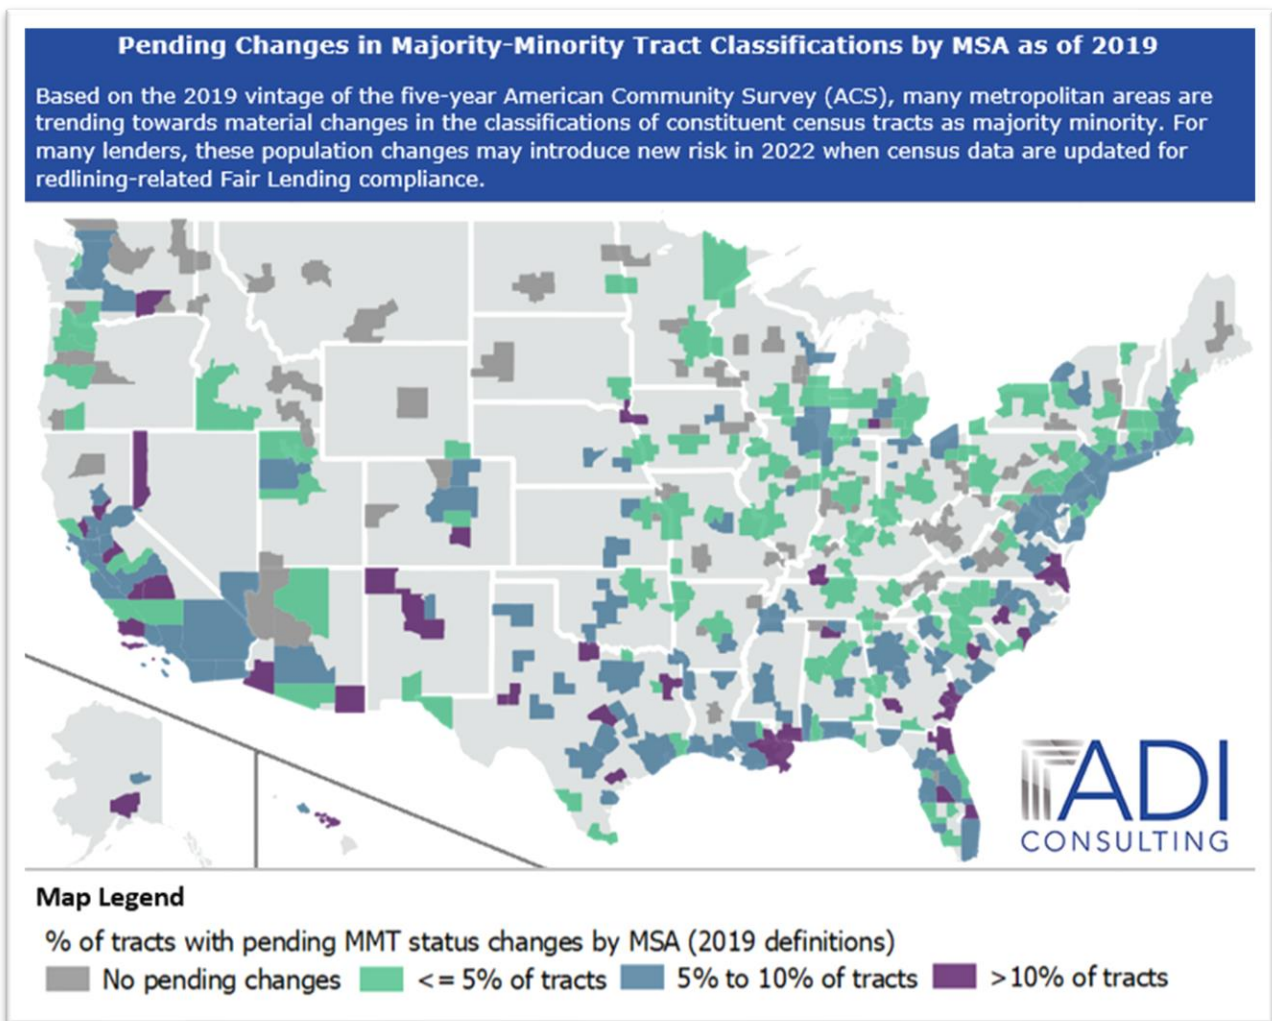 Pending Changes in Majority-Minority Tract Classifications by MSA as of 2019
Based on the 2019 vintage of the five-year American Community Survey (ACS), many metropolitan areas are
trending towards material changes in the classifications of constituent census tracts as majority minority. For
many lenders, these population changes may introduce new risk in 2022 when census data are updated for
redlining-related Fair Lending compliance.
ADI
CONSULTING
Map Legend
% of tracts with pending MMT status changes by MSA (2019 definitions)
No pending changes <= 5% of tracts 5% to 10% of tracts >10% of tracts